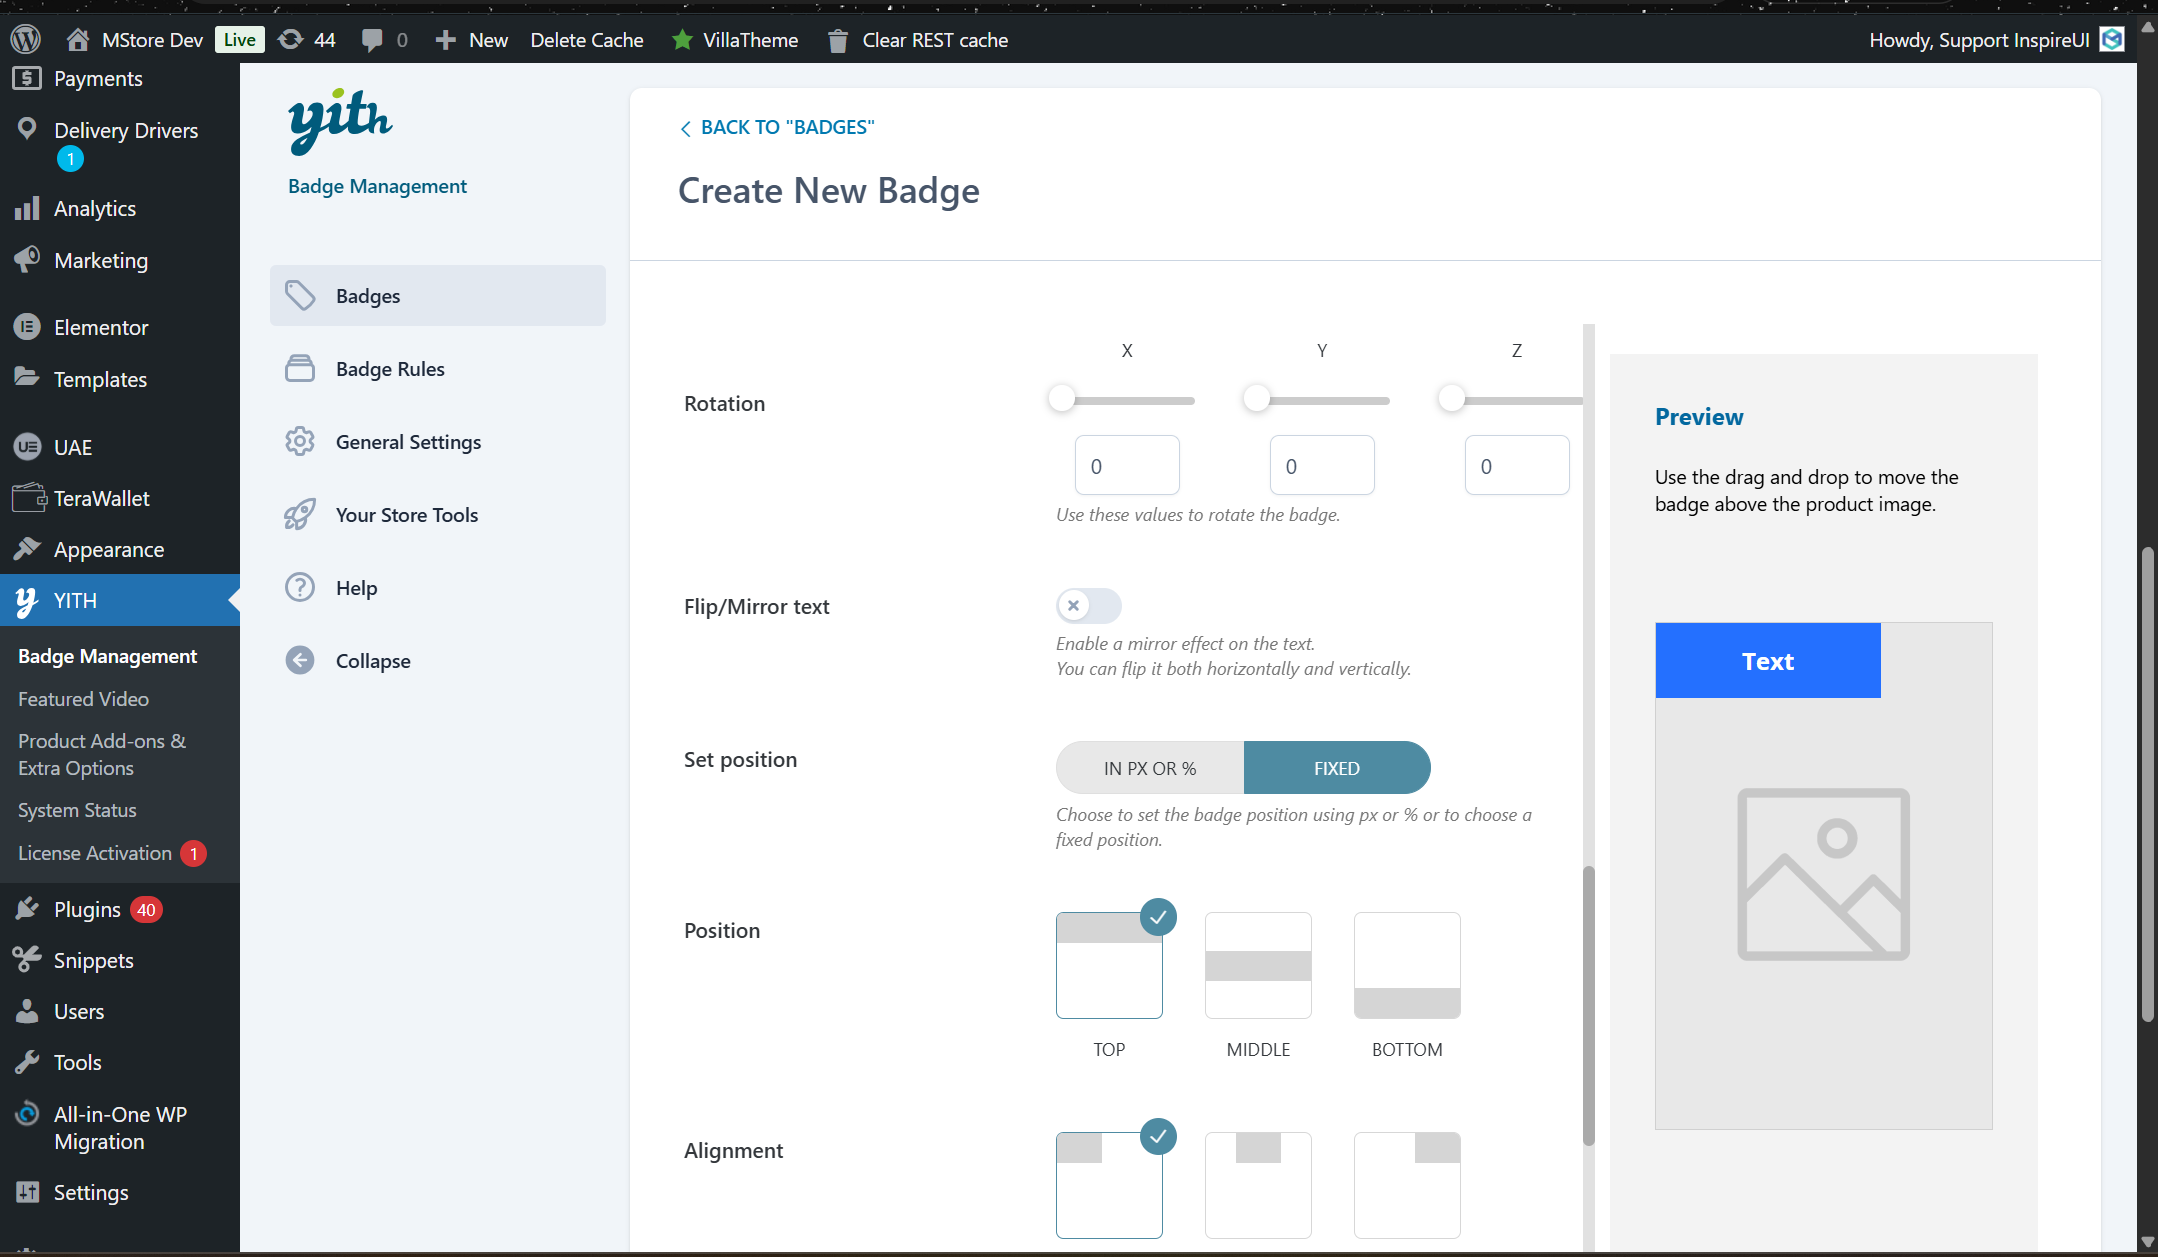 MStore Dev Live 44 0 New Delete Cache VillaTheme Clear REST cache Howdy, Support InspireUI
Payments
Delivery Drivers
1
Analytics
Marketing
Elementor
Templates
UAE
TeraWallet
Appearance
YITH
Badge Management
Featured Video
Product Add-ons &
Extra Options
System Status
License Activation 1
Plugins 40
Snippets
Users
Tools
All-in-One WP
Migration
Settings
yith
Badge Management
Badges
Badge Rules
General Settings
Your Store Tools
Help
Collapse
BACK TO "BADGES"
Create New Badge
X Y Z
Rotation
0 0 0
Use these values to rotate the badge.
Flip/Mirror text
Enable a mirror effect on the text.
You can flip it both horizontally and vertically.
Set position
IN PX OR % FIXED
Choose to set the badge position using px or % or to choose a
fixed position.
Position
TOP MIDDLE BOTTOM
Alignment
Preview
Use the drag and drop to move the
badge above the product image.
Text